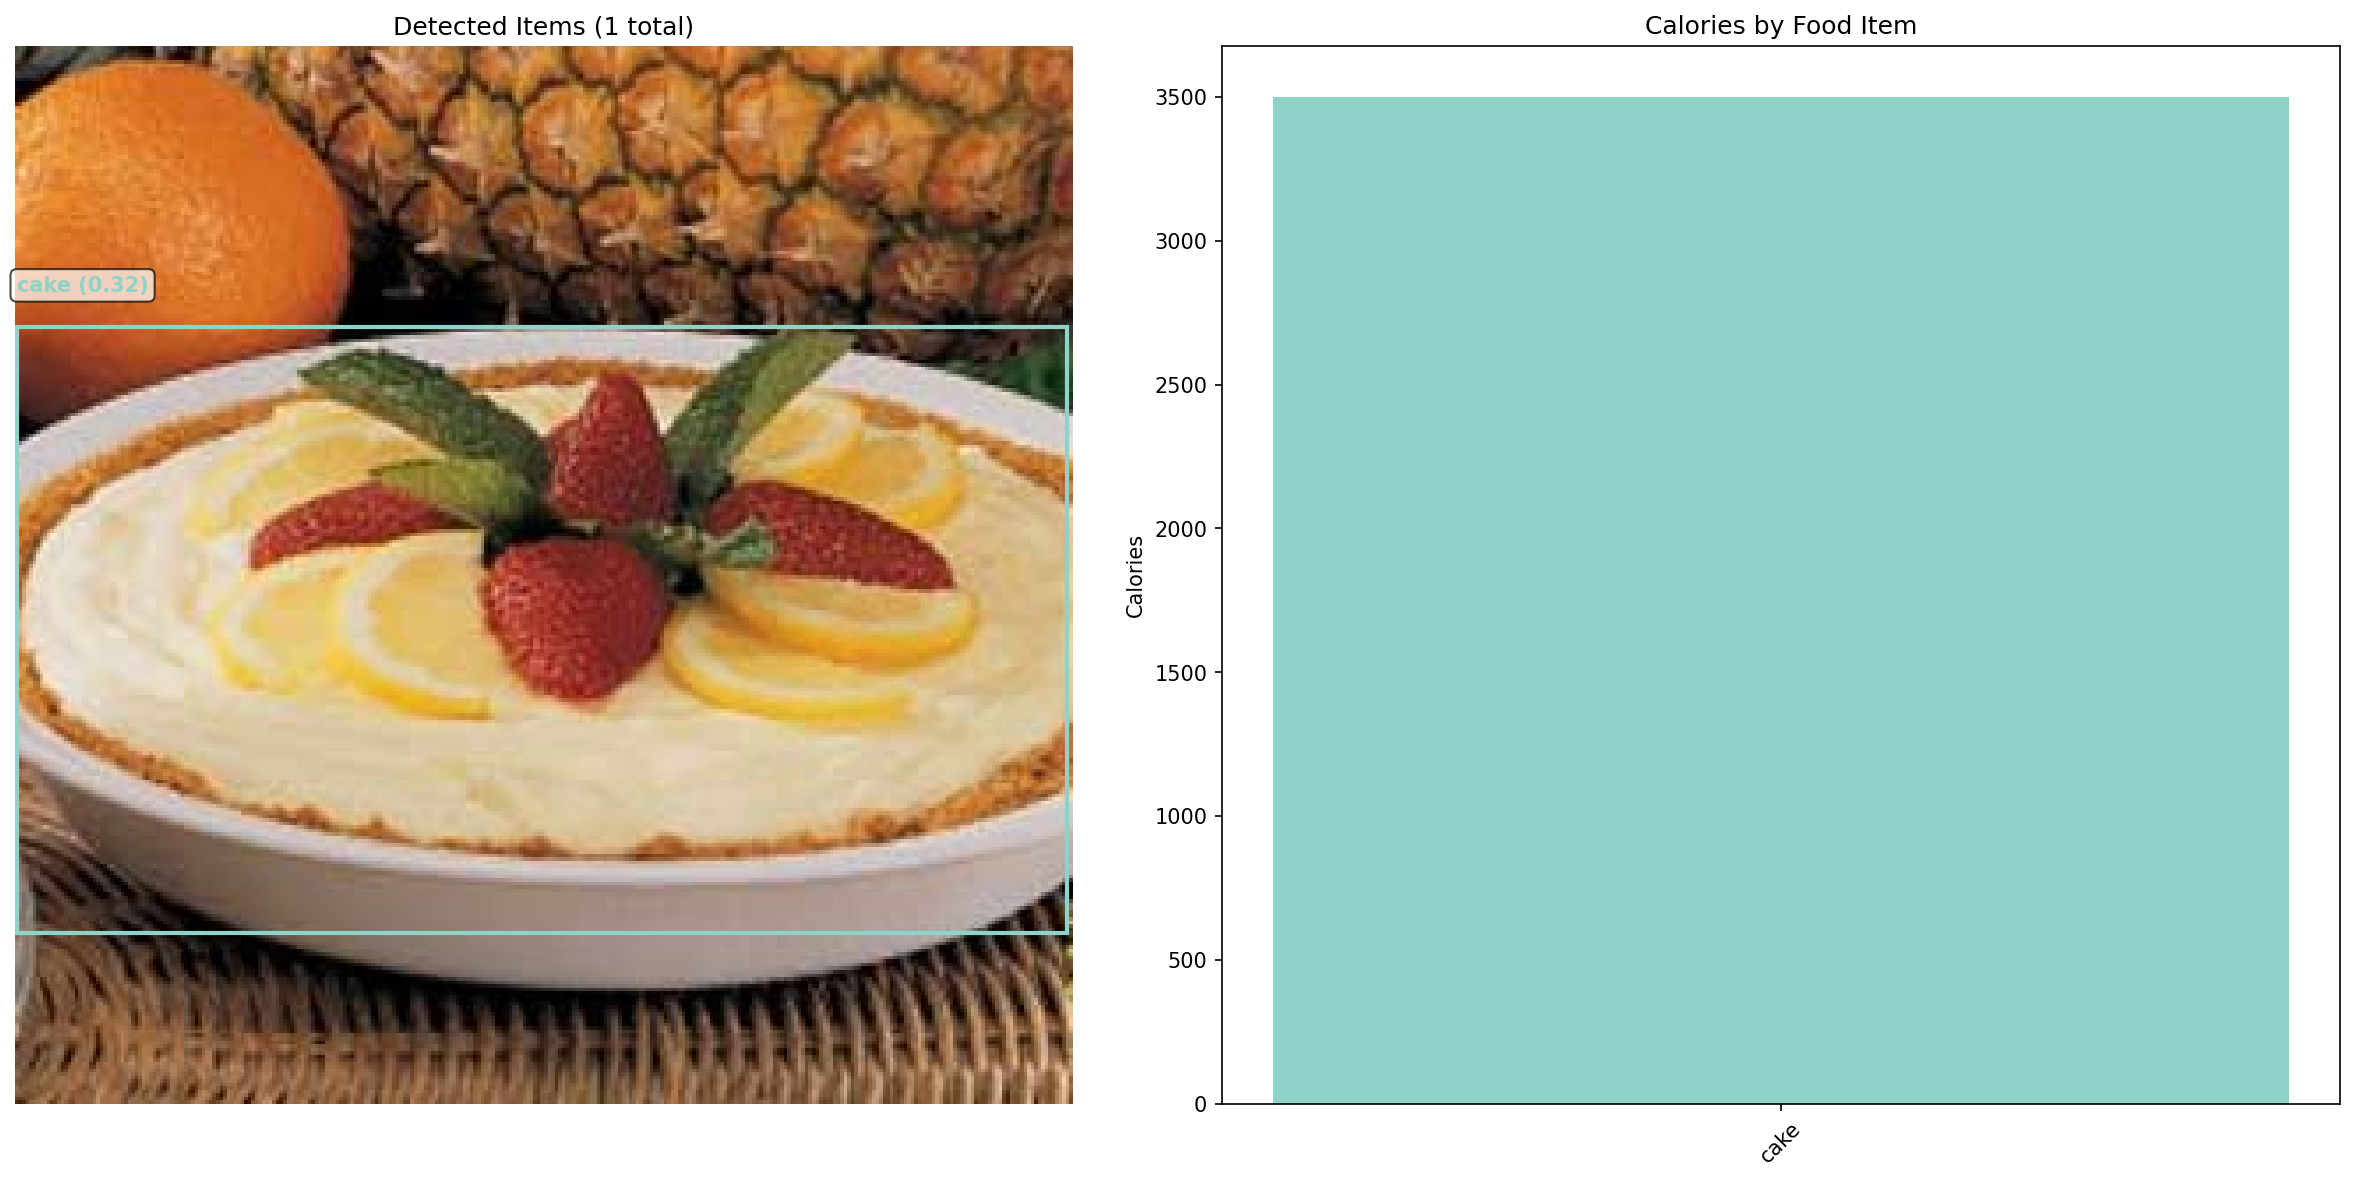 Detected Items (1 total)
cake (0.32)
Calories by Food Item
3500
3000
2500
2000
1500
1000
500
0
Calories
cake